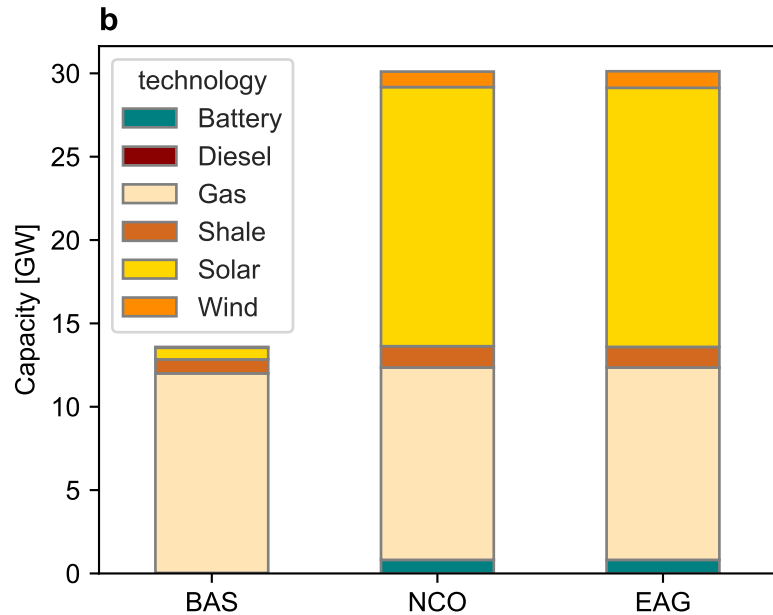 b
technology
Battery
Diesel
Gas
Shale
Solar
Wind
Capacity [GW]
30
25
20
15
10
5
0
BAS NCO EAG